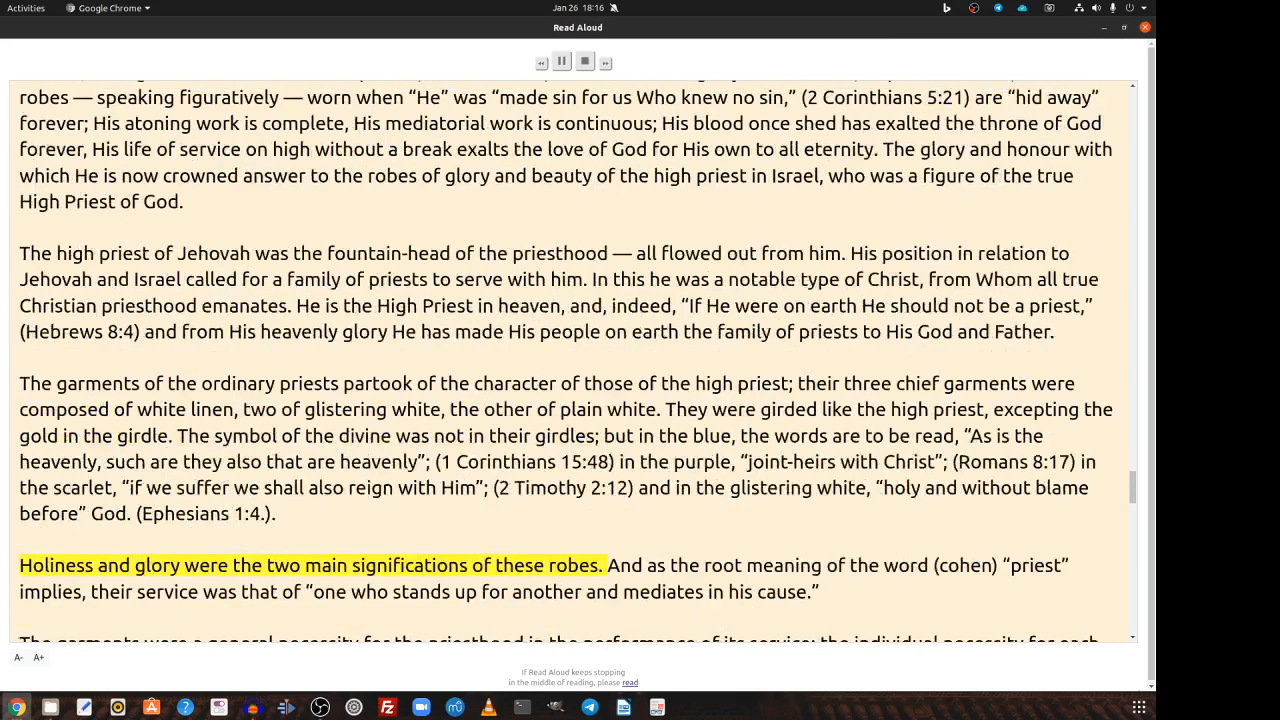 Activities
Google Chrome
Jan 26 18:16
Read Aloud
robes — speaking figuratively — worn when “He” was “made sin for us Who knew no sin,” (2 Corinthians 5:21) are “hid away”
forever; His atoning work is complete, His mediatorial work is continuous; His blood once shed has exalted the throne of God
forever, His life of service on high without a break exalts the love of God for His own to all eternity. The glory and honour with
which He is now crowned answer to the robes of glory and beauty of the high priest in Israel, who was a figure of the true
High Priest of God.
The high priest of Jehovah was the fountain-head of the priesthood — all flowed out from him. His position in relation to
Jehovah and Israel called for a family of priests to serve with him. In this he was a notable type of Christ, from Whom all true
Christian priesthood emanates. He is the High Priest in heaven, and, indeed, “If He were on earth He should not be a priest,”
(Hebrews 8:4) and from His heavenly glory He has made His people on earth the family of priests to His God and Father.
The garments of the ordinary priests partook of the character of those of the high priest; their three chief garments were
composed of white linen, two of glistering white, the other of plain white. They were girded like the high priest, excepting the
gold in the girdle. The symbol of the divine was not in their girdles; but in the blue, the words are to be read, “As is the
heavenly, such are they also that are heavenly”; (1 Corinthians 15:48) in the purple, “joint-heirs with Christ”; (Romans 8:17) in
the scarlet, “if we suffer we shall also reign with Him”; (2 Timothy 2:12) and in the glistering white, “holy and without blame
before” God. (Ephesians 1:4.).
Holiness and glory were the two main significations of these robes. And as the root meaning of the word (cohen) “priest”
implies, their service was that of “one who stands up for another and mediates in his cause.”
The garments were a general necessity for the priesthood in the performance of its service; the individual necessity for each
A- A+
If Read Aloud keeps stopping
in the middle of reading, please read